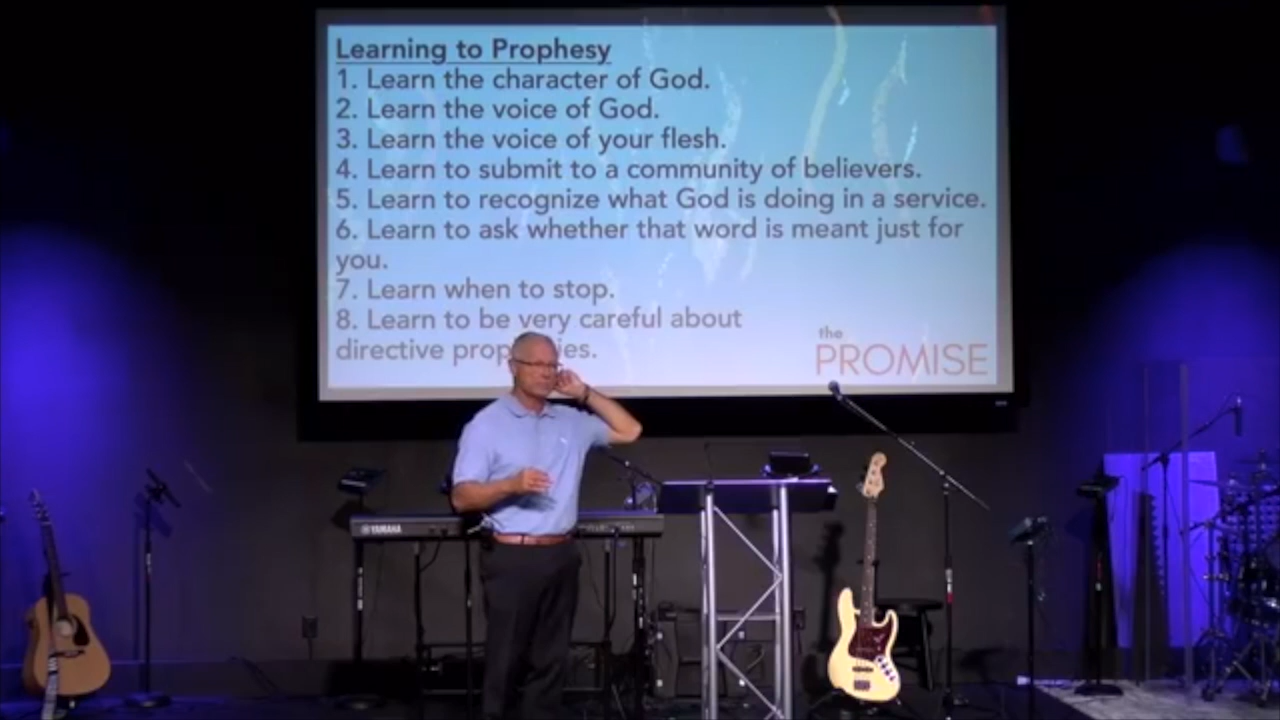 Learning to Prophesy
1. Learn the character of God.
2. Learn the voice of God.
3. Learn the voice of your flesh.
4. Learn to submit to a community of believers.
5. Learn to recognize what God is doing in a service.
6. Learn to ask whether that word is meant just for
you.
7. Learn when to stop.
8. Learn to be very careful about
directive
the
PROMISE
YAMAHA